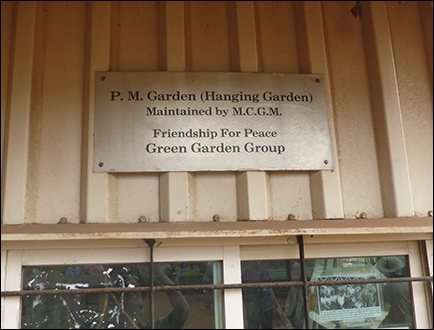 P. M. Garden (Hanging Garden)
Maintained by M.C.G.M.
Friendship For Peace
Green Garden Group